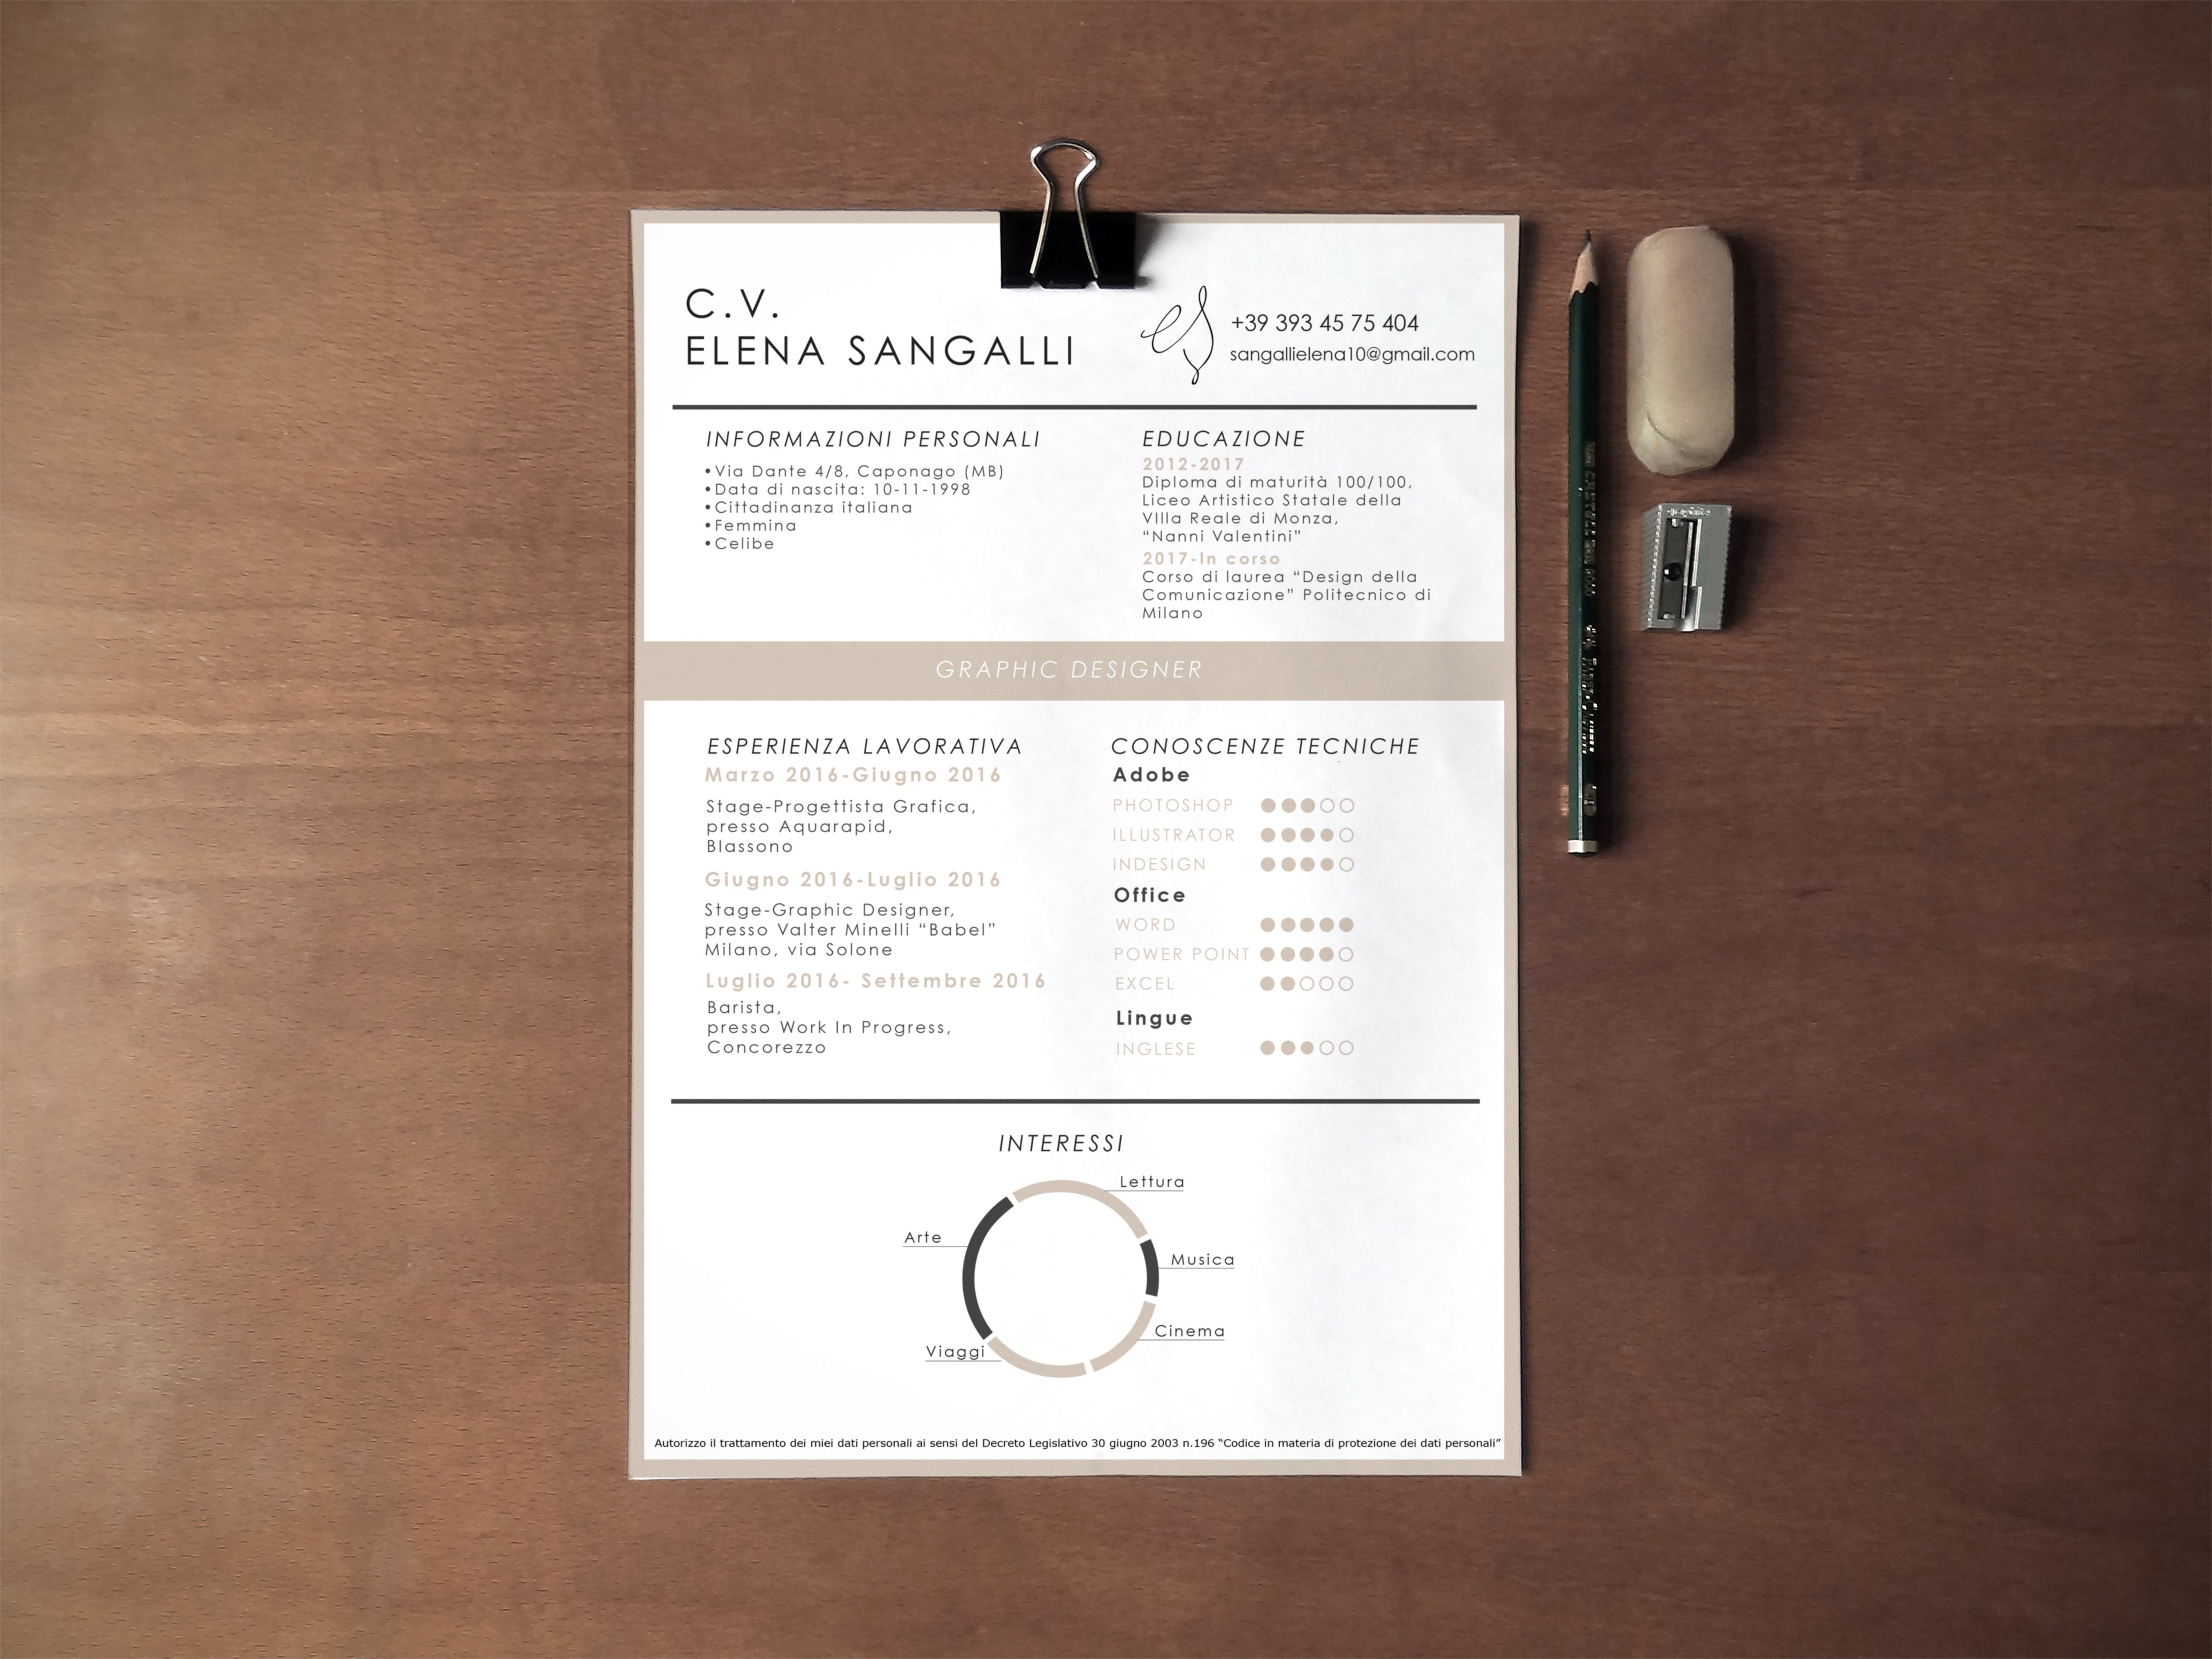 C.V.
ELENA SANGALLI
+39 393 45 75 404
sangallielena10@gmail.com
INFORMAZIONI PERSONALI
•Via Dante 4/8, Caponago (MB)
•Data di nascita: 10-11-1998
•Cittadinanza italiana
•Femmina
•Celibe
EDUCAZIONE
2012-2017
Diploma di maturità 100/100,
Liceo Artistico Statale della
VIlla Reale di Monza,
“Nanni Valentini”
2017-In corso
Corso di laurea “Design della
Comunicazione” Politecnico di
Milano
GRAPHIC DESIGNER
ESPERIENZA LAVORATIVA
Marzo 2016-Giugno 2016
Stage-Progettista Grafica,
presso Aquarapid,
Blassono
Giugno 2016-Luglio 2016
Stage-Graphic Designer,
presso Valter Minelli “Babel”
Milano, via Solone
Luglio 2016- Settembre 2016
Barista,
presso Work In Progress,
Concorezzo
CONOSCENZE TECNICHE
Adobe
PHOTOSHOP
ILLUSTRATOR
INDESIGN
Office
WORD
POWER POINT
EXCEL
Lingue
INGLESE
INTERESSI
Lettura
Arte
Musica
Cinema
Viaggi
Autorizzo il trattamento dei miei dati personali ai sensi del Decreto Legislativo 30 giugno 2003 n.196 “Codice in materia di protezione dei dati personali”